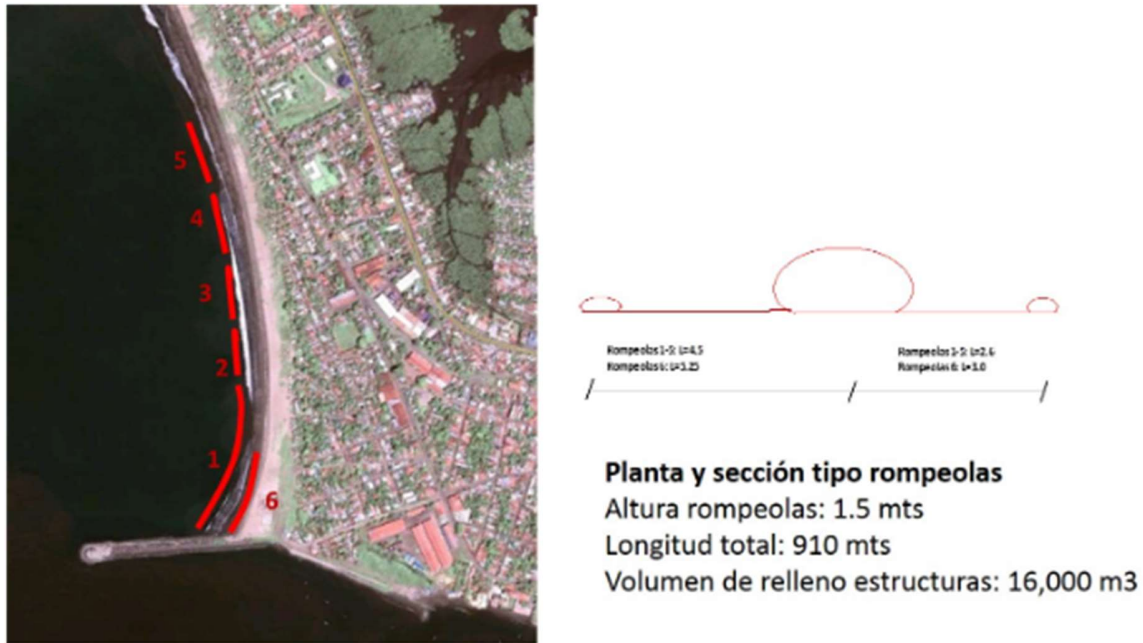 5
4
3
2
1
6
Planta y sección tipo rompeolas
Altura rompeolas: 1.5 mts
Longitud total: 910 mts
Volumen de relleno estructuras: 16,000 m3